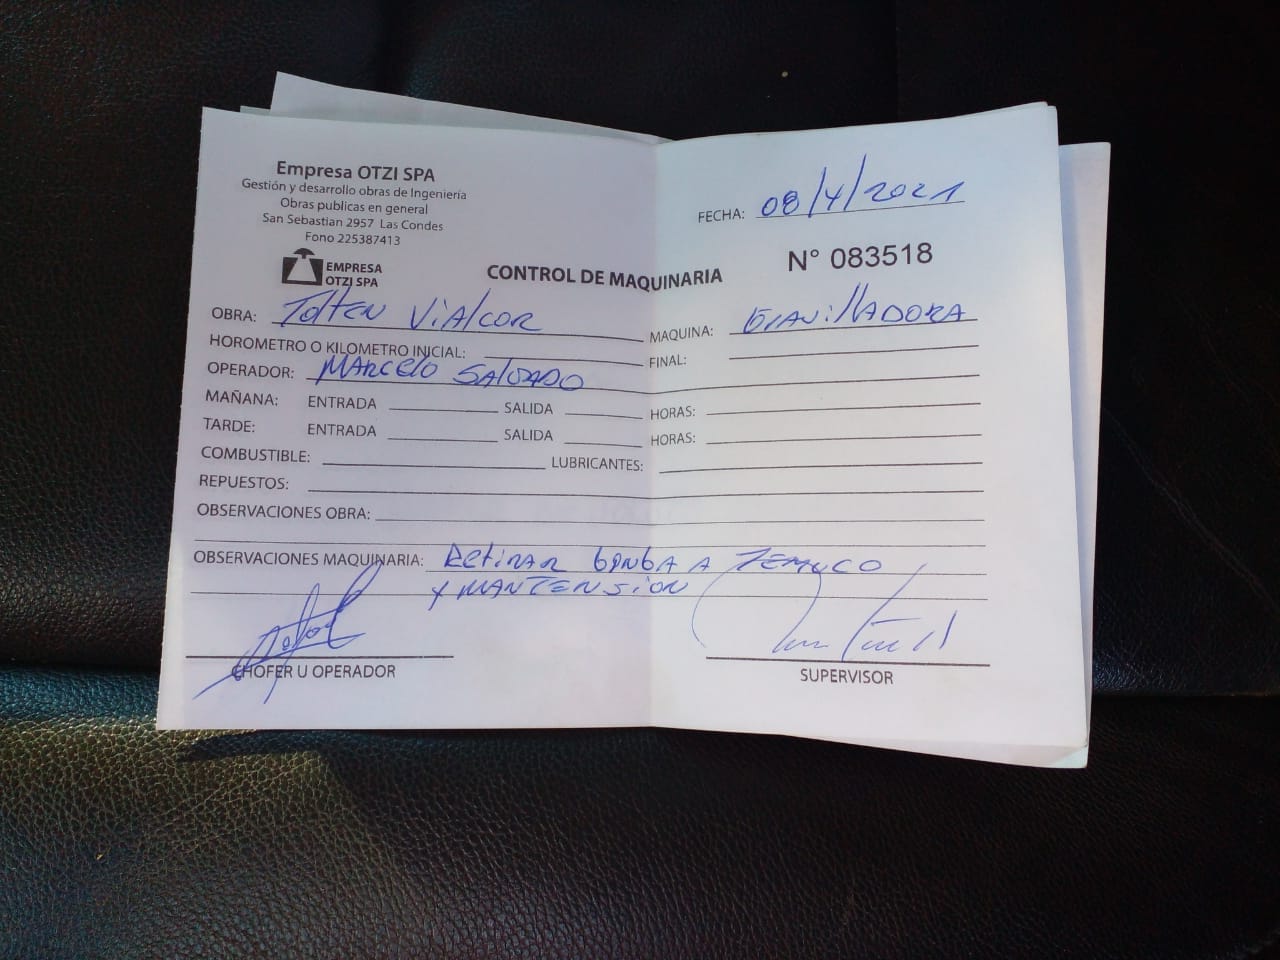 Empresa OTZI SPA
Gestión y desarrollo obras de Ingeniería
Obras publicas en general
San Sebastian 2957 Las Condes
Fono 225387413
EMPRESA
OTZI SPA
FECHA: 08/4/2021
N° 083518
CONTROL DE MAQUINARIA
OBRA: Tolten Vialcor MAQUINA: GravillADORA
HOROMETRO O KILOMETRO INICIAL: FINAL:
OPERADOR: MARCelo SALGADO
MAÑANA: ENTRADA SALIDA HORAS:
TARDE: ENTRADA SALIDA HORAS:
COMBUSTIBLE: LUBRICANTES:
REPUESTOS:
OBSERVACIONES OBRA:
OBSERVACIONES MAQUINARIA: Retirar bomba A TEMUCO
y MANTENSION
CHOFER U OPERADOR SUPERVISOR